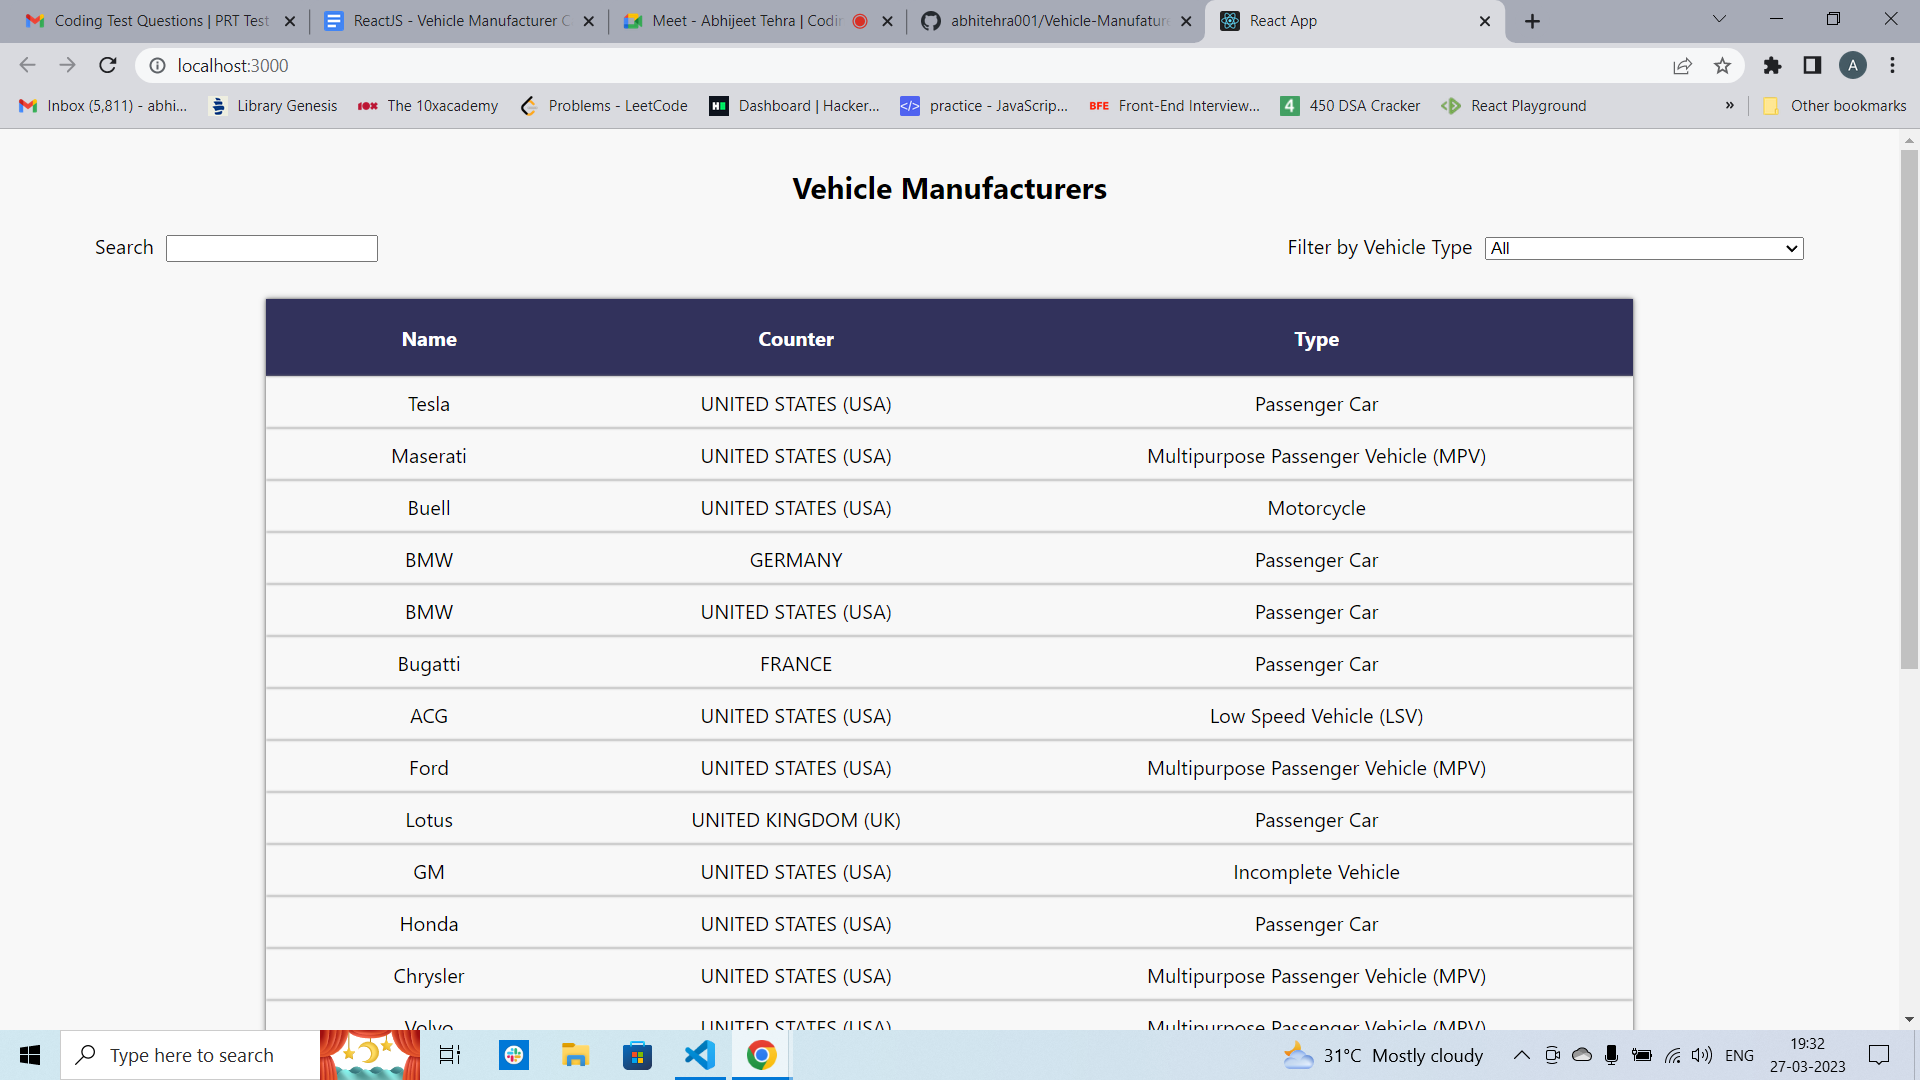 Coding Test Questions | PRT Test
ReactJS - Vehicle Manufacturer C
Meet - Abhijeet Tehra | Codin
abhitehra001/Vehicle-Manufature
React App
localhost:3000
A
Inbox (5,811) - abhi...
Library Genesis
The 10xacademy
Problems - LeetCode
Dashboard | Hacker...
practice - JavaScrip...
BFE Front-End Interview...
4 450 DSA Cracker
React Playground
»
Other bookmarks
Vehicle Manufacturers
Search
Filter by Vehicle Type All
Name Counter Type
Tesla UNITED STATES (USA) Passenger Car
Maserati UNITED STATES (USA) Multipurpose Passenger Vehicle (MPV)
Buell UNITED STATES (USA) Motorcycle
BMW GERMANY Passenger Car
BMW UNITED STATES (USA) Passenger Car
Bugatti FRANCE Passenger Car
ACG UNITED STATES (USA) Low Speed Vehicle (LSV)
Ford UNITED STATES (USA) Multipurpose Passenger Vehicle (MPV)
Lotus UNITED KINGDOM (UK) Passenger Car
GM UNITED STATES (USA) Incomplete Vehicle
Honda UNITED STATES (USA) Passenger Car
Chrysler UNITED STATES (USA) Multipurpose Passenger Vehicle (MPV)
Volvo UNITED STATES (USA) Multipurpose Passenger Vehicle (MPV)
Type here to search
31°C Mostly cloudy
ENG
19:32
27-03-2023